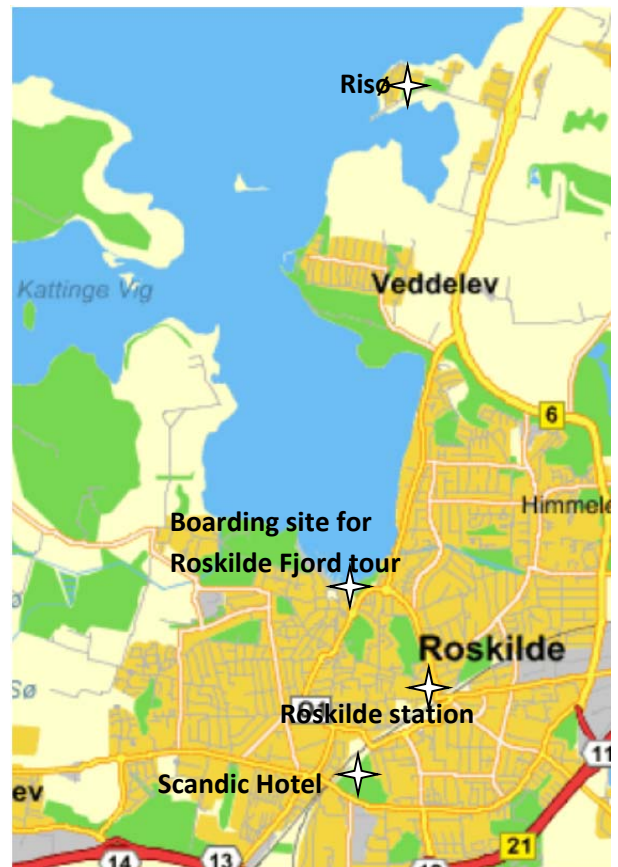 Risø
Kattinge Vig
Veddelev
6
Himmele
Boarding site for
Roskilde Fjord tour
Roskilde
Sø
Roskilde station
11
Scandic Hotel
ev
21
14
13